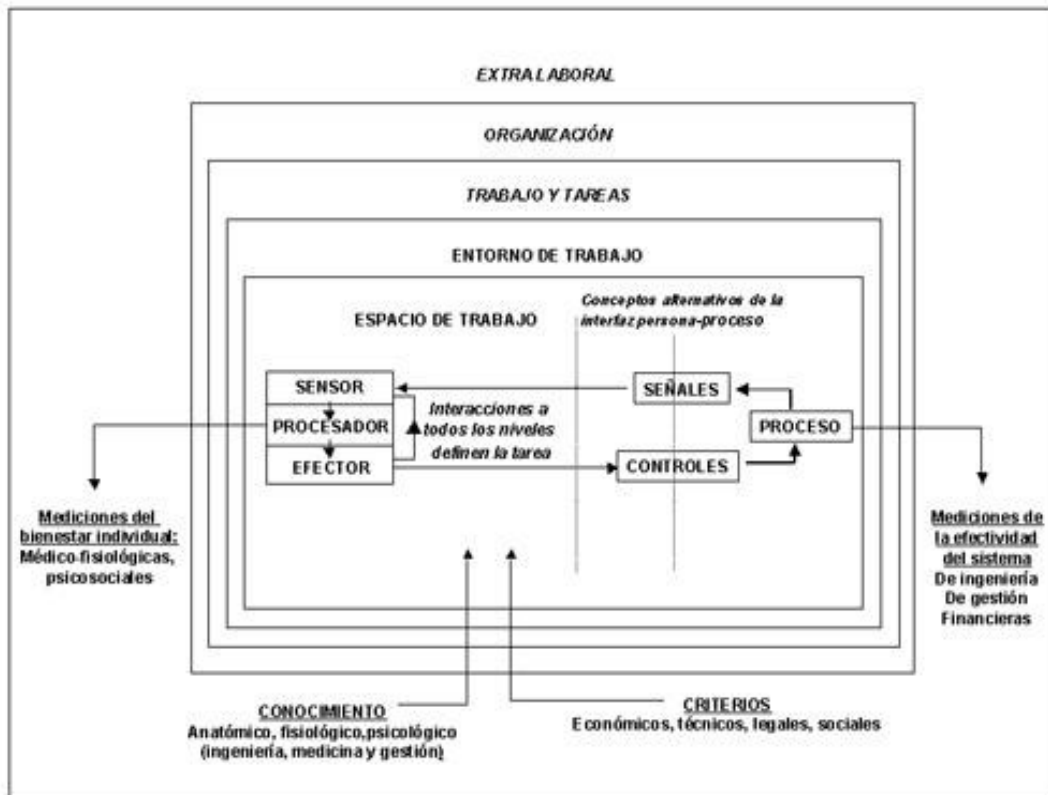 EXTRA LABORAL
ORGANIZACIÓN
TRABAJO Y TAREAS
ENTORNO DE TRABAJO
ESPACIO DE TRABAJO
Conceptos alternativos de la
interfaz persona-proceso
SENSOR
PROCESADOR
EFECTOR
Interacciones a
todos los niveles
definen la tarea
SEÑALES
PROCESO
CONTROLES
Mediciones del
bienestar individual:
Médico-fisiológicas,
psicosociales
Mediciones de
la efectividad
del sistema
De ingeniería
De gestión
Financieras
CONOCIMIENTO
Anatómico, fisiológico,psicológico
(ingeniería, medicina y gestión)
CRITERIOS
Económicos, técnicos, legales, sociales